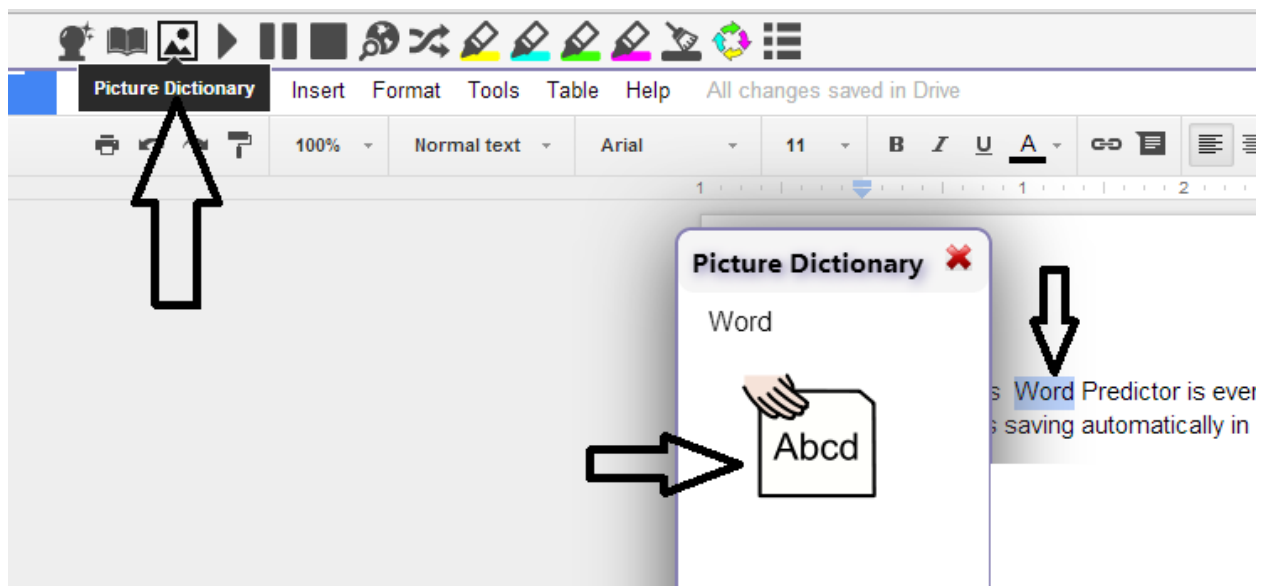 Picture Dictionary Insert Format Tools Table Help All changes saved in Drive
100% Normal text Arial 11 B I U A
1 1 2
Picture Dictionary
Word
Abcd
s Word Predictor is ever
s saving automatically in